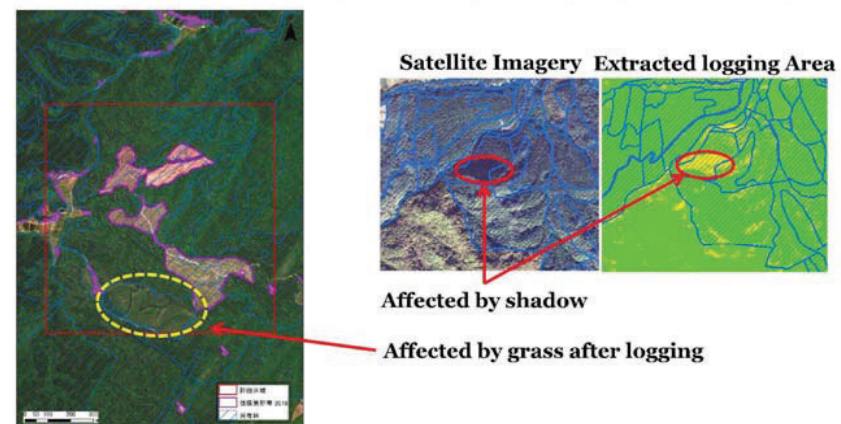 Satellite Imagery
Extracted logging Area
Affected by shadow
Affected by grass after logging